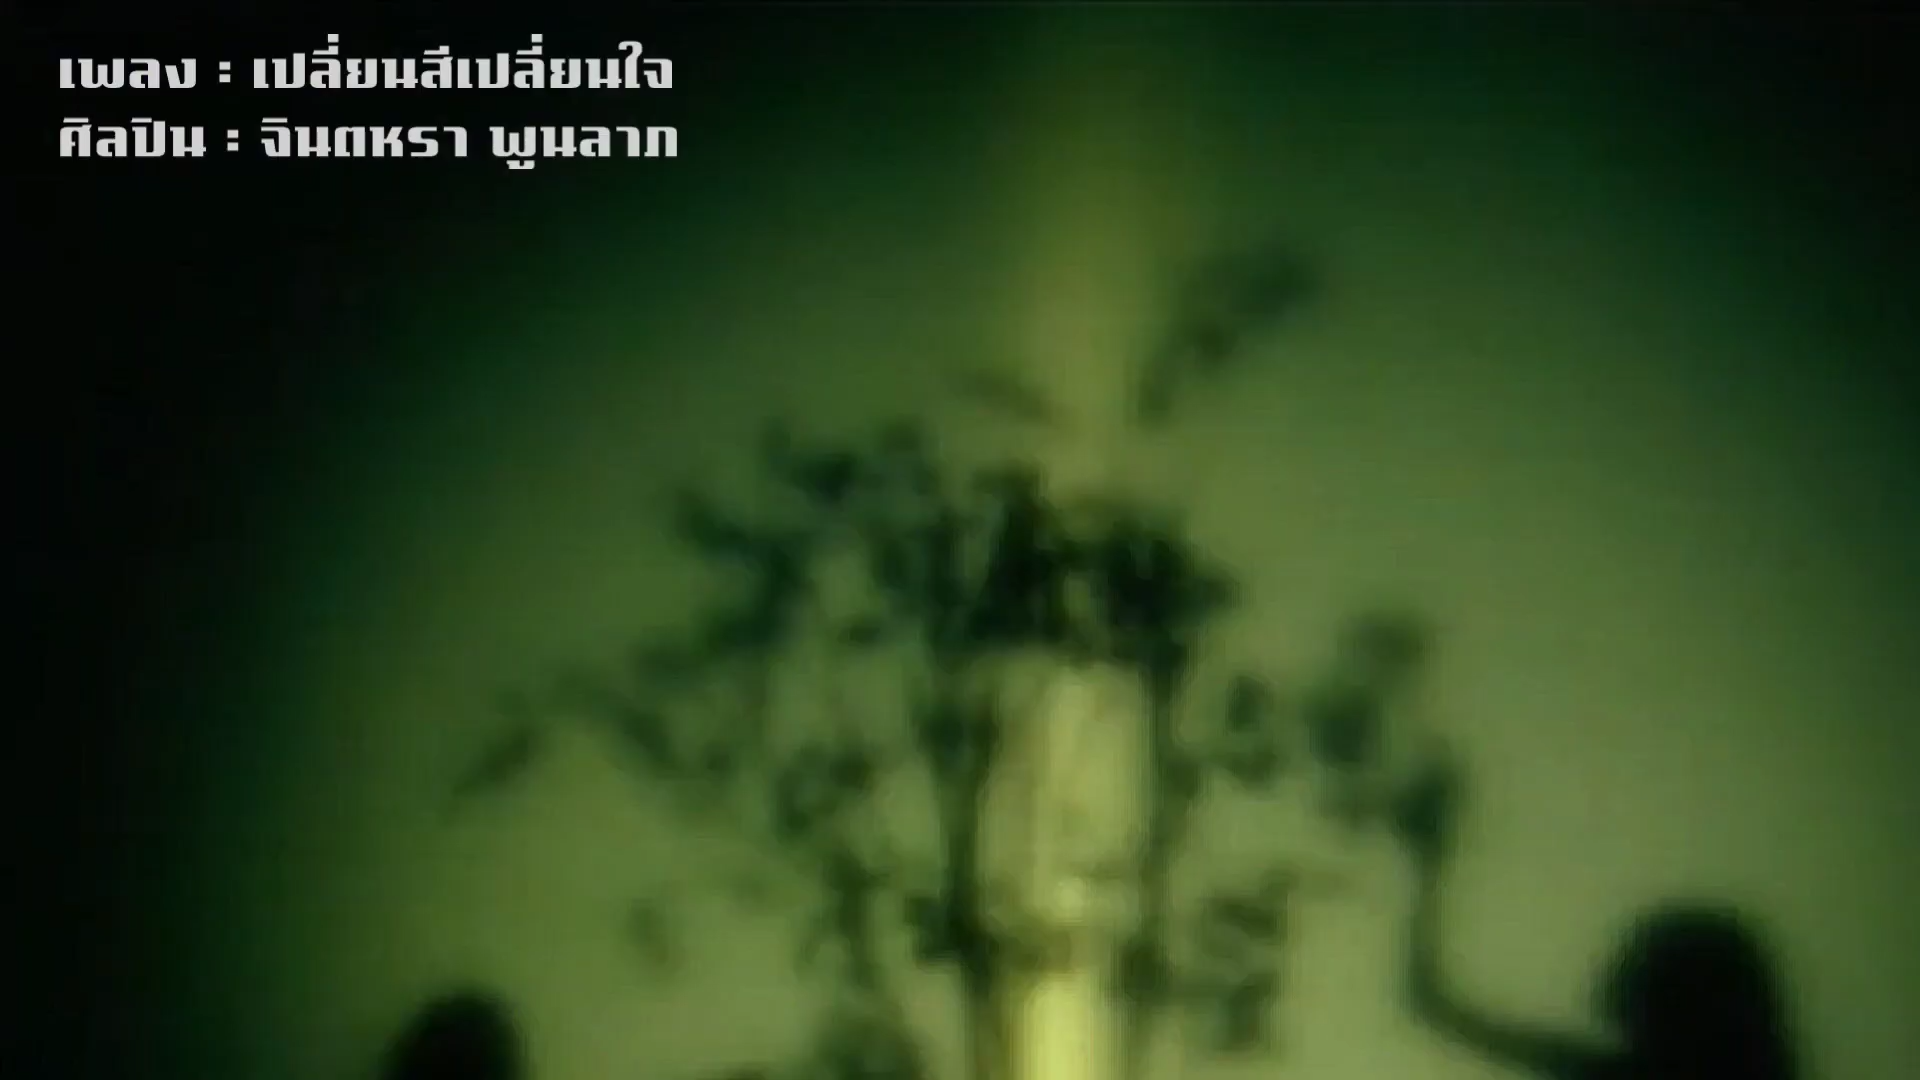 เพลง : เปลี่ยนสีเปลี่ยนใจ
ศิลปิน : จินตหรา พูนลาภ